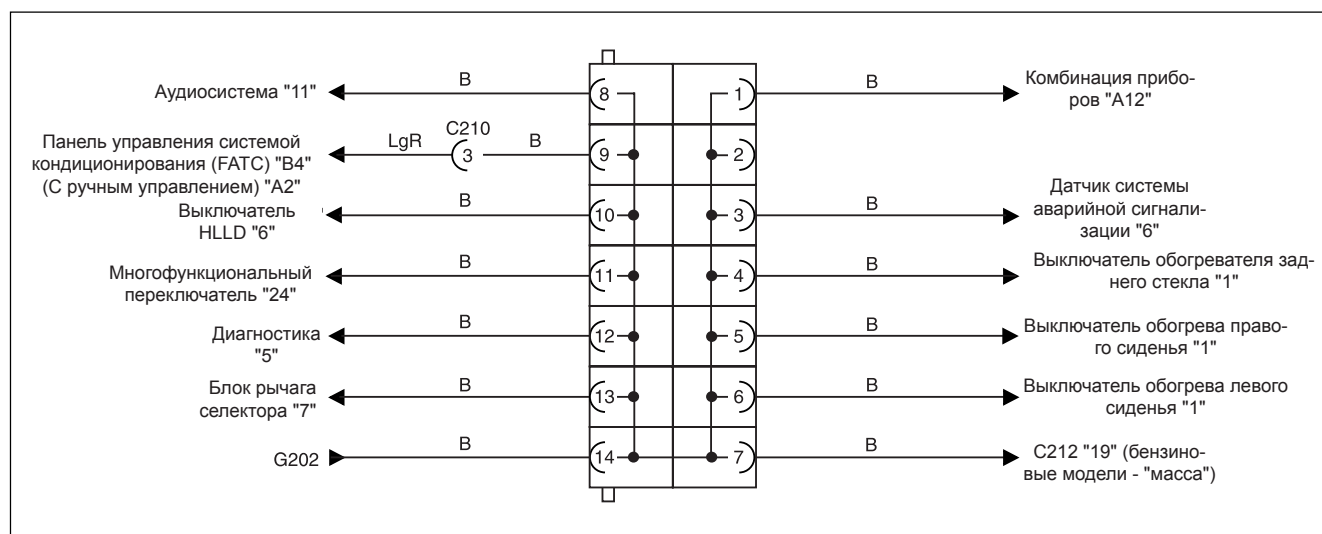 Аудиосистема "11"
B
8
1
B
Комбинация прибо-
ров "A12"
Панель управления системой
кондиционирования (FATC) "B4"
(С ручным управлением) "A2"
LgR
C210
3
B
9
2
Выключатель
HLLD "6"
B
10
3
B
Датчик системы
аварийной сигнали-
зации "6"
Многофункциональный
переключатель "24"
B
11
4
B
Выключатель обогревателя зад-
него стекла "1"
Диагностика
"5"
B
12
5
B
Выключатель обогрева право-
го сиденья "1"
Блок рычага
селектора "7"
B
13
6
B
Выключатель обогрева левого
сиденья "1"
G202
B
14
7
B
C212 "19" (бензино-
вые модели - "масса")